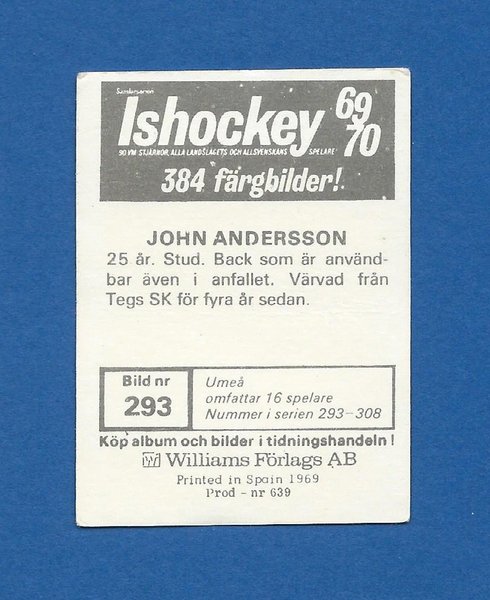 Samlarserien
Ishockey 69
70
90 VM STJÄRNOR, ALLA LANDSLAGETS OCH ALLSVENSKANS SPELARE
384 färgbilder!
JOHN ANDERSSON
25 år. Stud. Back som är använd-
bar även i anfallet. Värvad från
Tegs SK för fyra år sedan.
Bild nr
293
Umeå
omfattar 16 spelare
Nummer i serien 293–308
Köp album och bilder i tidningshandeln!
W Williams Förlags AB
Printed in Spain 1969
Prod - nr 639